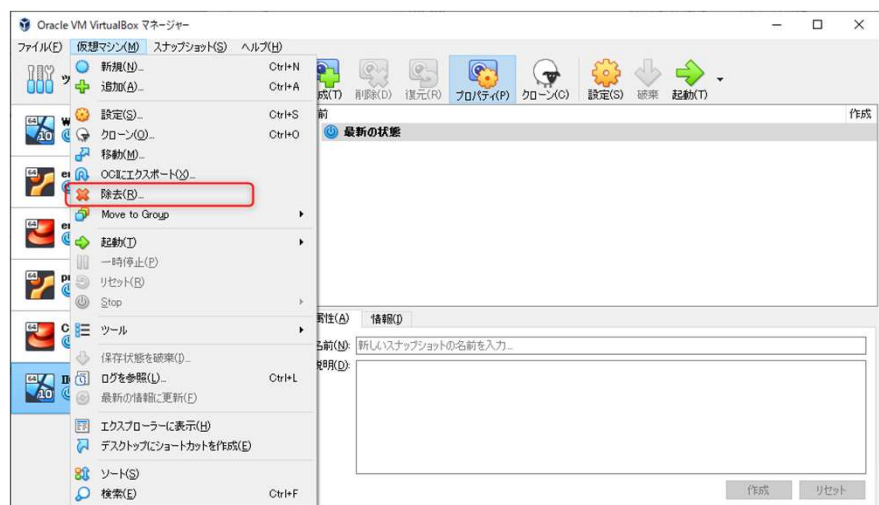 Oracle VM VirtualBox マネージャー
ファイル(F) 仮想マシン(M) スナップショット(S) ヘルプ(H)
新規(N)... Ctrl+N
追加(A)... Ctrl+A
設定(S)... Ctrl+S
クローン(O)... Ctrl+O
移動(M)...
OCIにエクスポート(X)...
除去(R)...
Move to Group
起動(T)
一時停止(P)
リセット(R)
Stop
ツール
保存状態を破棄(I)...
ログを参照(L)... Ctrl+L
最新の情報に更新(F)
エクスプローラーに表示(H)
デスクトップにショートカットを作成(E)
ソート(S)
検索(E) Ctrl+F
成(T) 削除(D) 復元(R) プロパティ(P) クローン(C) 設定(S) 破棄 起動(T)
前 作成
最新の状態
属性(A) 情報(I)
名前(N): 新しいスナップショットの名前を入力...
説明(D):
作成 リセット
ツ
64
10
64
64
64
64
64
10